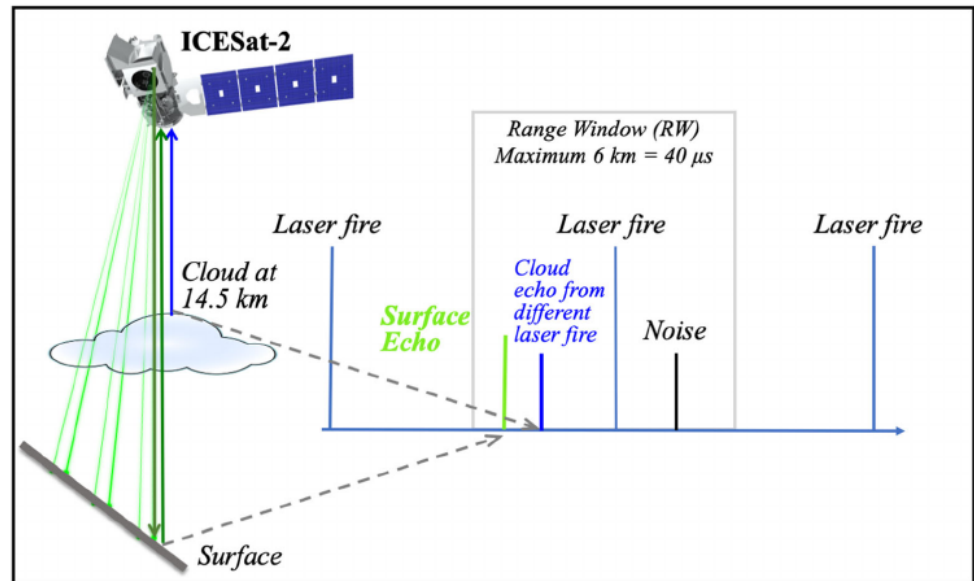 ICESat-2
Range Window (RW)
Maximum 6 km = 40 μs
Laser fire
Laser fire
Laser fire
Cloud at
14.5 km
Cloud
echo from
different
laser fire
Surface
Echo
Noise
Surface